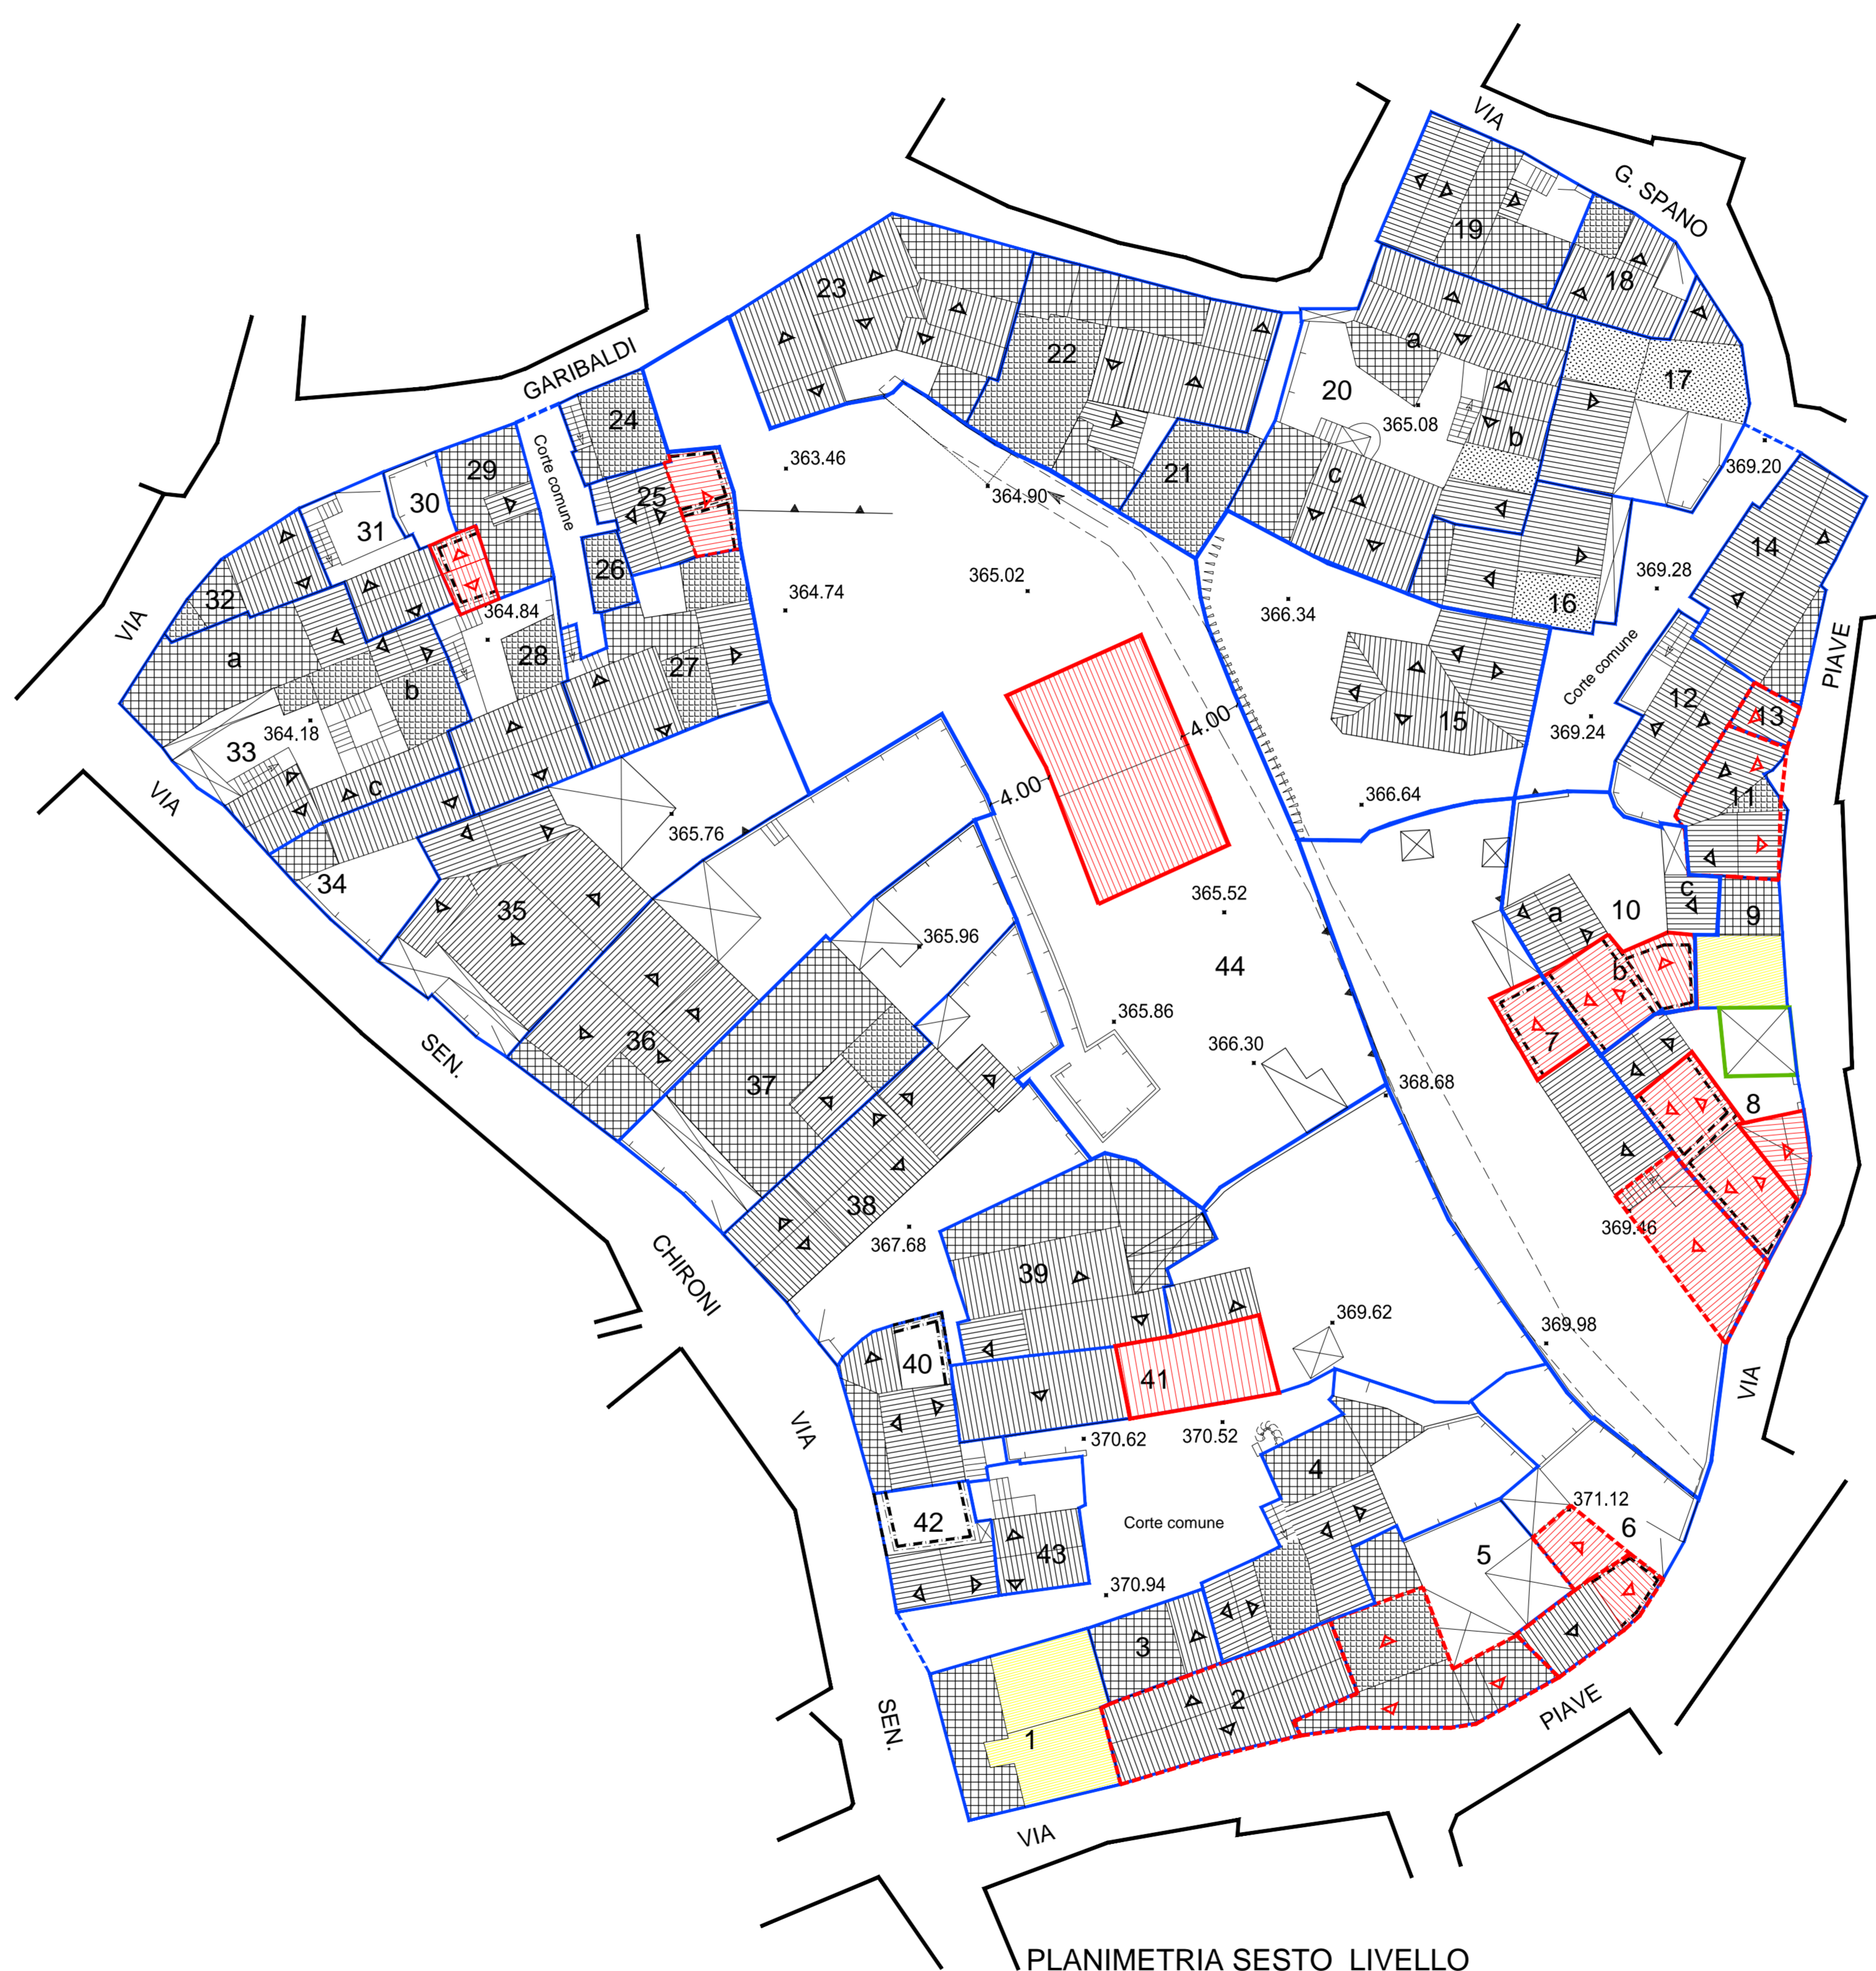 VIA
G. SPANO
19
18
23
a
22
17
20
365.08
b
GARIBALDI
24
369.20
Corte comune
29
363.46
21
c
25
364.90
30
31
14
26
365.02
369.28
32
364.84
364.74
366.34
16
VIA
a
28
27
Corte comune
PIAVE
b
12
13
4.00
15
369.24
364.18
33
VIA
c
4.00
366.64
11
365.76
34
35
365.52
c
a
10
9
365.96
44
b
365.86
7
36
SEN.
366.30
37
368.68
8
38
369.46
367.68
CHIRONI
39
369.62
369.98
40
41
VIA
VIA
370.62
370.52
4
371.12
42
Corte comune
6
43
5
370.94
3
2
SEN.
1
PIAVE
VIA
PLANIMETRIA SESTO LIVELLO